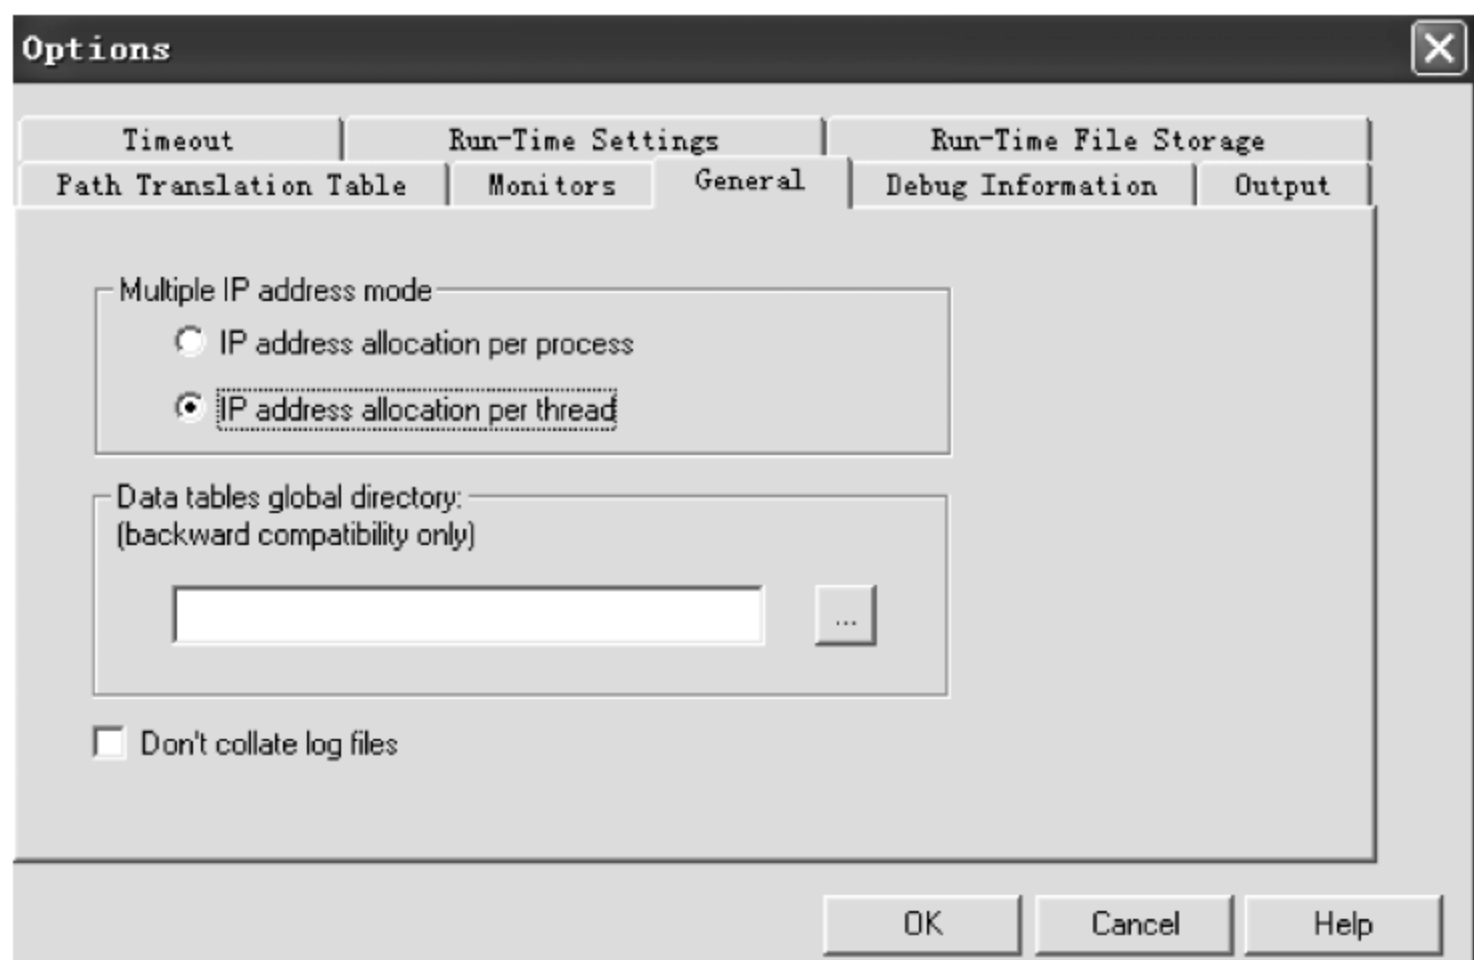 Options
Timeout Run-Time Settings Run-Time File Storage
Path Translation Table Monitors General Debug Information Output
Multiple IP address mode
IP address allocation per process
IP address allocation per thread
Data tables global directory:
(backward compatibility only)
...
Don't collate log files
OK Cancel Help